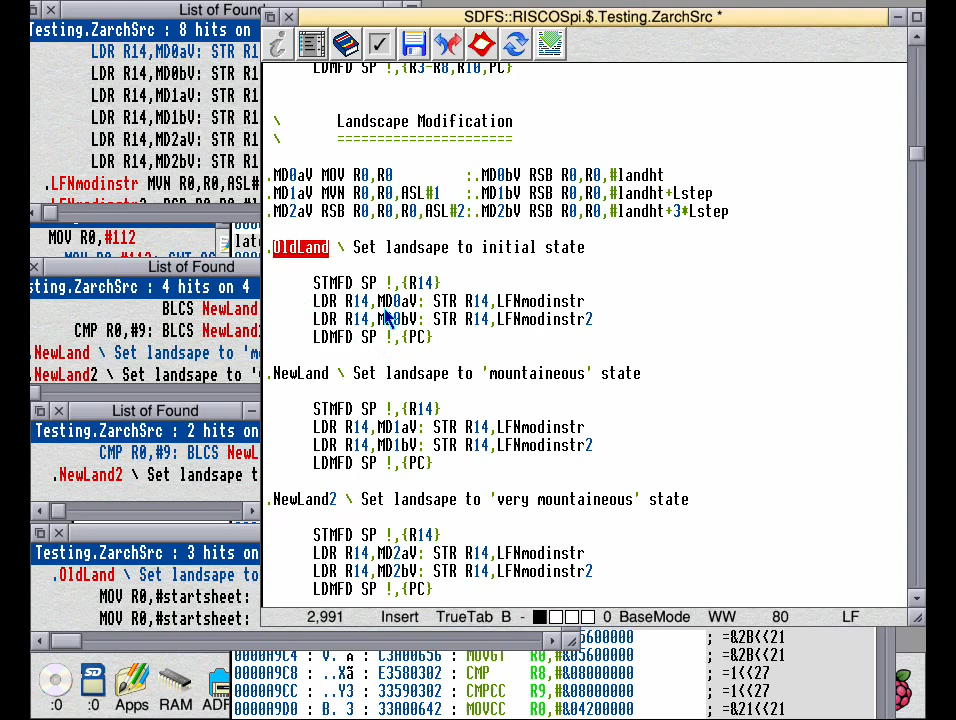 List of Found
Testing.ZarchSrc : 8 hits on
LDR R14,MD0aV: STR R1
LDR R14,MD0bV: STR R1
LDR R14,MD1aV: STR R1
LDR R14,MD1bV: STR R1
LDR R14,MD2aV: STR R1
LDR R14,MD2bV: STR R1
.LFNmodinstr MVN R0,R0,ASL#
MOV R0,#112
List of Found
Testing.ZarchSrc : 4 hits on 4
BLCS NewLand
CMP R0,#9: BLCS NewLand
.NewLand \ Set landsape to 'm
.NewLand2 \ Set landsape to '
List of Found
Testing.ZarchSrc : 2 hits o
CMP R0,#9: BLCS NewL
.NewLand2 \ Set landsape t
Testing.ZarchSrc : 3 hits o
.OldLand \ Set landsape to
MOV R0,#startsheet:
MOV R0,#startsheet:
SDFS::RISCOSpi.$.Testing.ZarchSrc *
LDMFD SP !,{R3-R8,R10,PC}
\ Landscape Modification
\ ======================
.MD0aV MOV R0,R0 :.MD0bV RSB R0,R0,#landht
.MD1aV MVN R0,R0,ASL#1 :.MD1bV RSB R0,R0,#landht+Lstep
.MD2aV RSB R0,R0,R0,ASL#2:.MD2bV RSB R0,R0,#landht+3*Lstep
.OldLand \ Set landsape to initial state
STMFD SP !,{R14}
LDR R14,MD0aV: STR R14,LFNmodinstr
LDR R14,MD0bV: STR R14,LFNmodinstr2
LDMFD SP !,{PC}
.NewLand \ Set landsape to 'mountaineous' state
STMFD SP !,{R14}
LDR R14,MD1aV: STR R14,LFNmodinstr
LDR R14,MD1bV: STR R14,LFNmodinstr2
LDMFD SP !,{PC}
.NewLand2 \ Set landsape to 'very mountaineous' state
STMFD SP !,{R14}
LDR R14,MD2aV: STR R14,LFNmodinstr
LDR R14,MD2bV: STR R14,LFNmodinstr2
LDMFD SP !,{PC}
2,991 Insert TrueTab B - 0 BaseMode WW 80 LF
05600000 ; =&2B<<21
0000A9C4 : V. A : C3A00656 : MOVGT R0,#&05600000 ; =&2B<<21
0000A9C8 : ..Xã : E3580302 : CMP R8,#&08000000 ; =1<<27
0000A9CC : ..Y3 : 33590302 : CMPCC R9,#&08000000 ; =1<<27
0000A9D0 : B. 3 : 33A00642 : MOVCC R0,#&04200000 ; =&21<<21
:0 :0 Apps RAM ADF